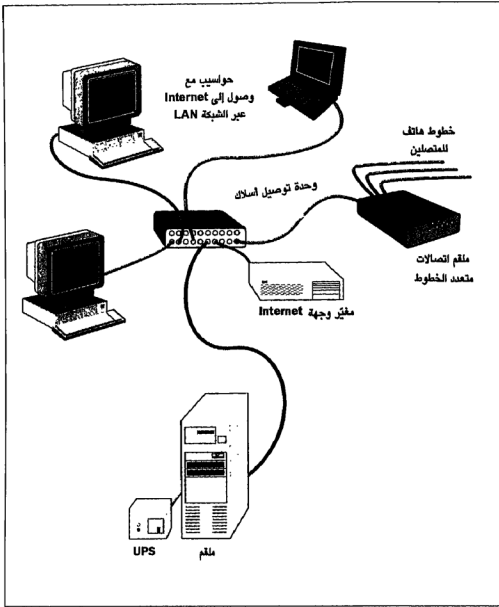 حواسيب مع
وصول إلى Internet
عبر الشبكة LAN
خطوط هاتف
للمتصلين
وحدة توصيل أسلاك
ملقم اتصالات
متعدد الخطوط
مغيّر وجهة Internet
ملقم
UPS